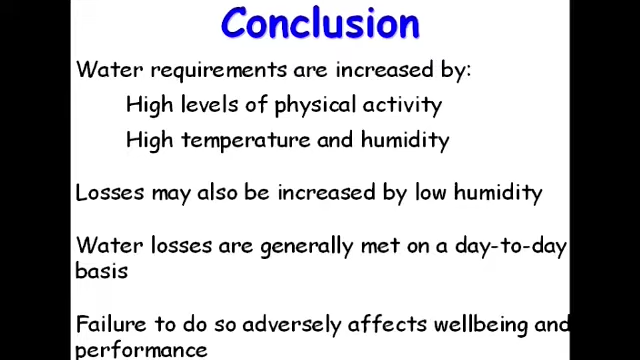 Conclusion
Water requirements are increased by:
High levels of physical activity
High temperature and humidity
Losses may also be increased by low humidity
Water losses are generally met on a day-to-day
basis
Failure to do so adversely affects wellbeing and
performance